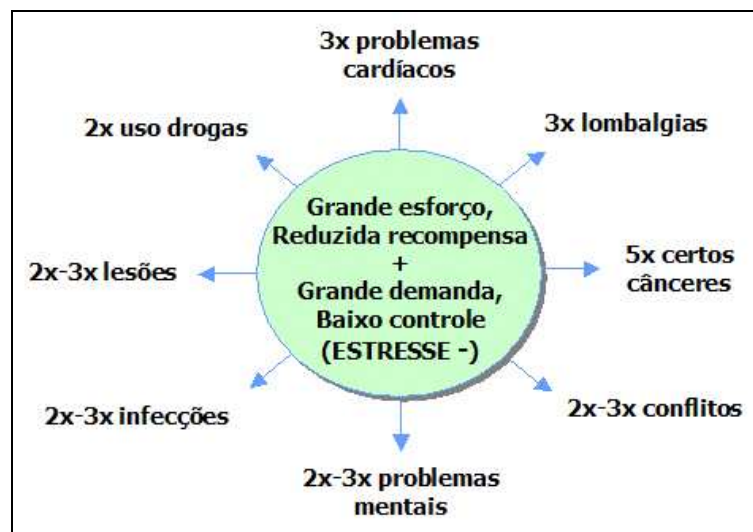 3x problemas
cardíacos
2x uso drogas
3x lombalgias
Grande esforço,
Reduzida recompensa
+
Grande demanda,
Baixo controle
(ESTRESSE -)
2x-3x lesões
5x certos
cânceres
2x-3x infecções
2x-3x conflitos
2x-3x problemas
mentais